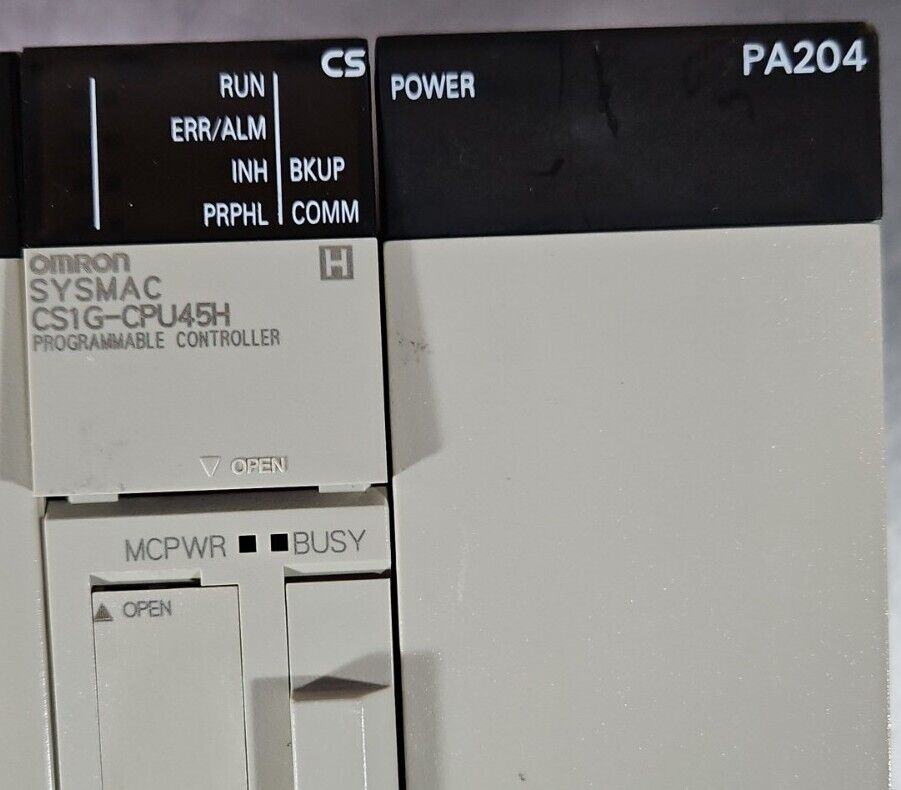 CS
RUN
ERR/ALM
INH BKUP
PRPHL COMM
OMRON H
SYSMAC
CS1G-CPU45H
PROGRAMMABLE CONTROLLER
▽ OPEN
MCPWR ■ ■ BUSY
▲ OPEN
PA204
POWER